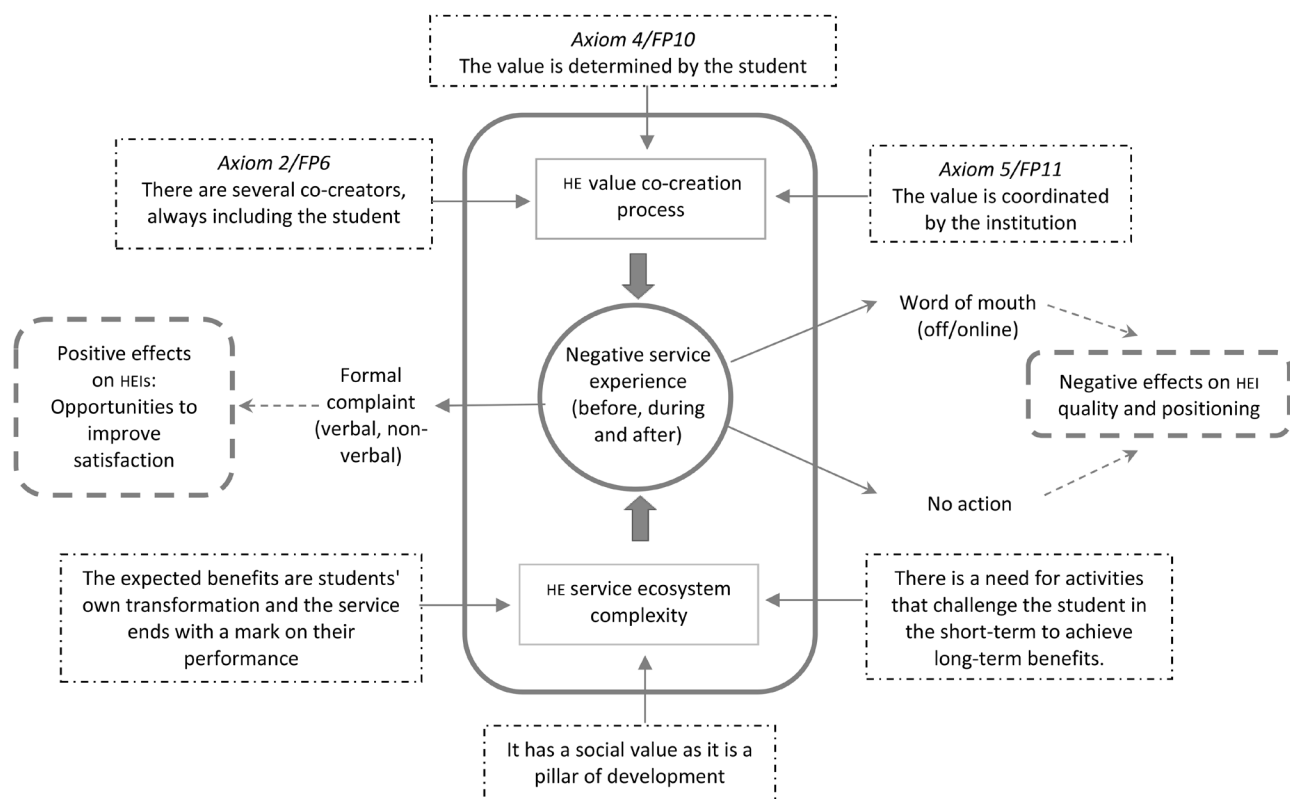 Axiom 4/FP10
The value is determined by the student
Axiom 2/FP6
There are several co-creators,
always including the student
HE value co-creation
process
Axiom 5/FP11
The value is coordinated
by the institution
Positive effects
on HEIs:
Opportunities to
improve
satisfaction
Formal
complaint
(verbal, non-
verbal)
Negative service
experience
(before, during
and after)
Word of mouth
(off/online)
Negative effects on HEI
quality and positioning
No action
The expected benefits are students'
own transformation and the service
ends with a mark on their
performance
HE service ecosystem
complexity
There is a need for activities
that challenge the student in
the short-term to achieve
long-term benefits.
It has a social value as it is a
pillar of development